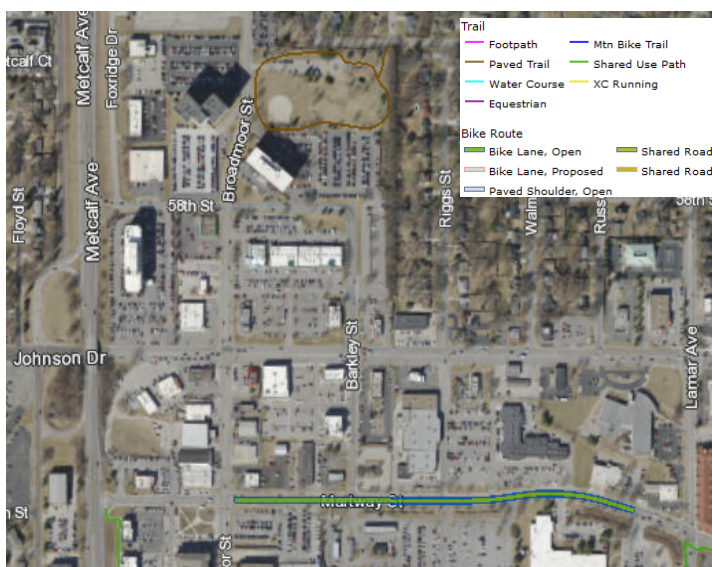 Metcalf Ave
Foxridge Dr
tcalf Ct
Trail
Footpath
Mtn Bike Trail
Paved Trail
Shared Use Path
Water Course
XC Running
Equestrian
Bike Route
Bike Lane, Open
Shared Road
Bike Lane, Proposed
Shared Road
Paved Shoulder, Open
Broadmoor St
58th St
58th St
Floyd St
Metcalf Ave
Riggs St
Walm
Russ
Barkley St
Johnson Dr
Lamar Ave
Martway St
h St
or St